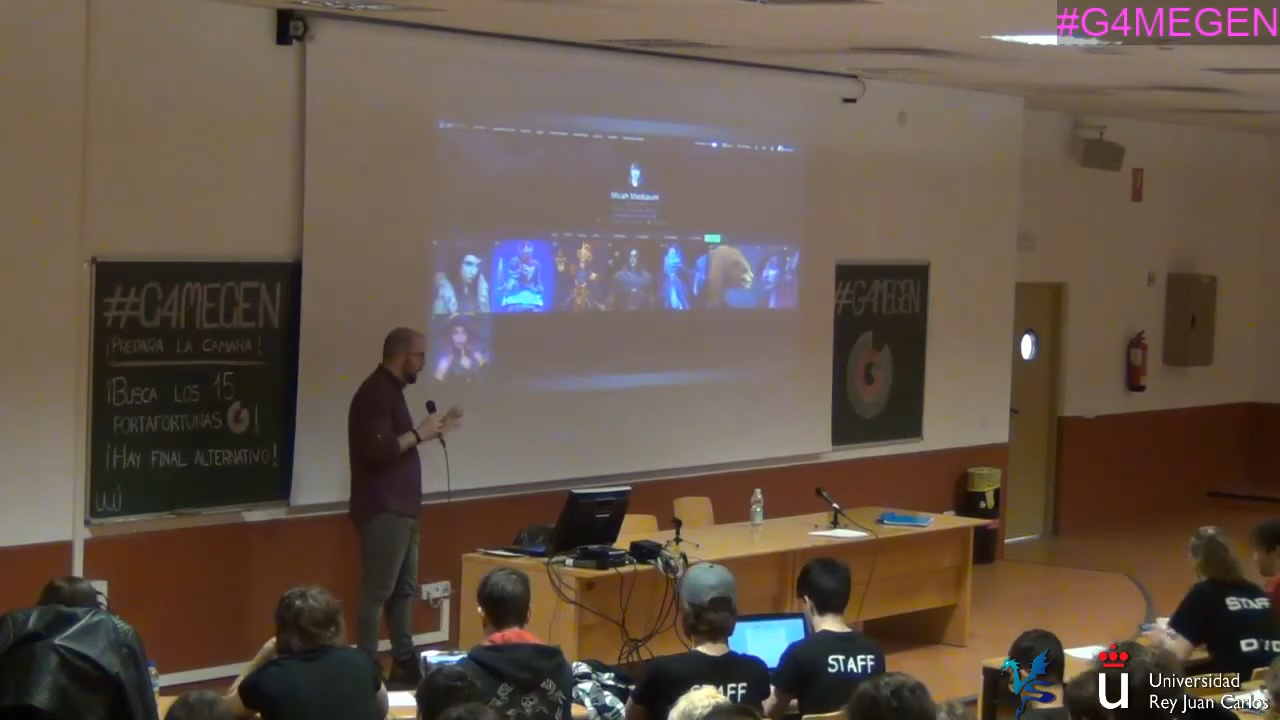 #G4MEGEN
#G4MEGEN
¡PREPARA LA CAMARA!
¡BUSCA LOS 15
PORTAFORTUNAS !
¡HAY FINAL ALTERNATIVO!
UWÚ
#G4MEGEN
STAFF
STAFF
STAFF
Universidad
Rey Juan Carlos